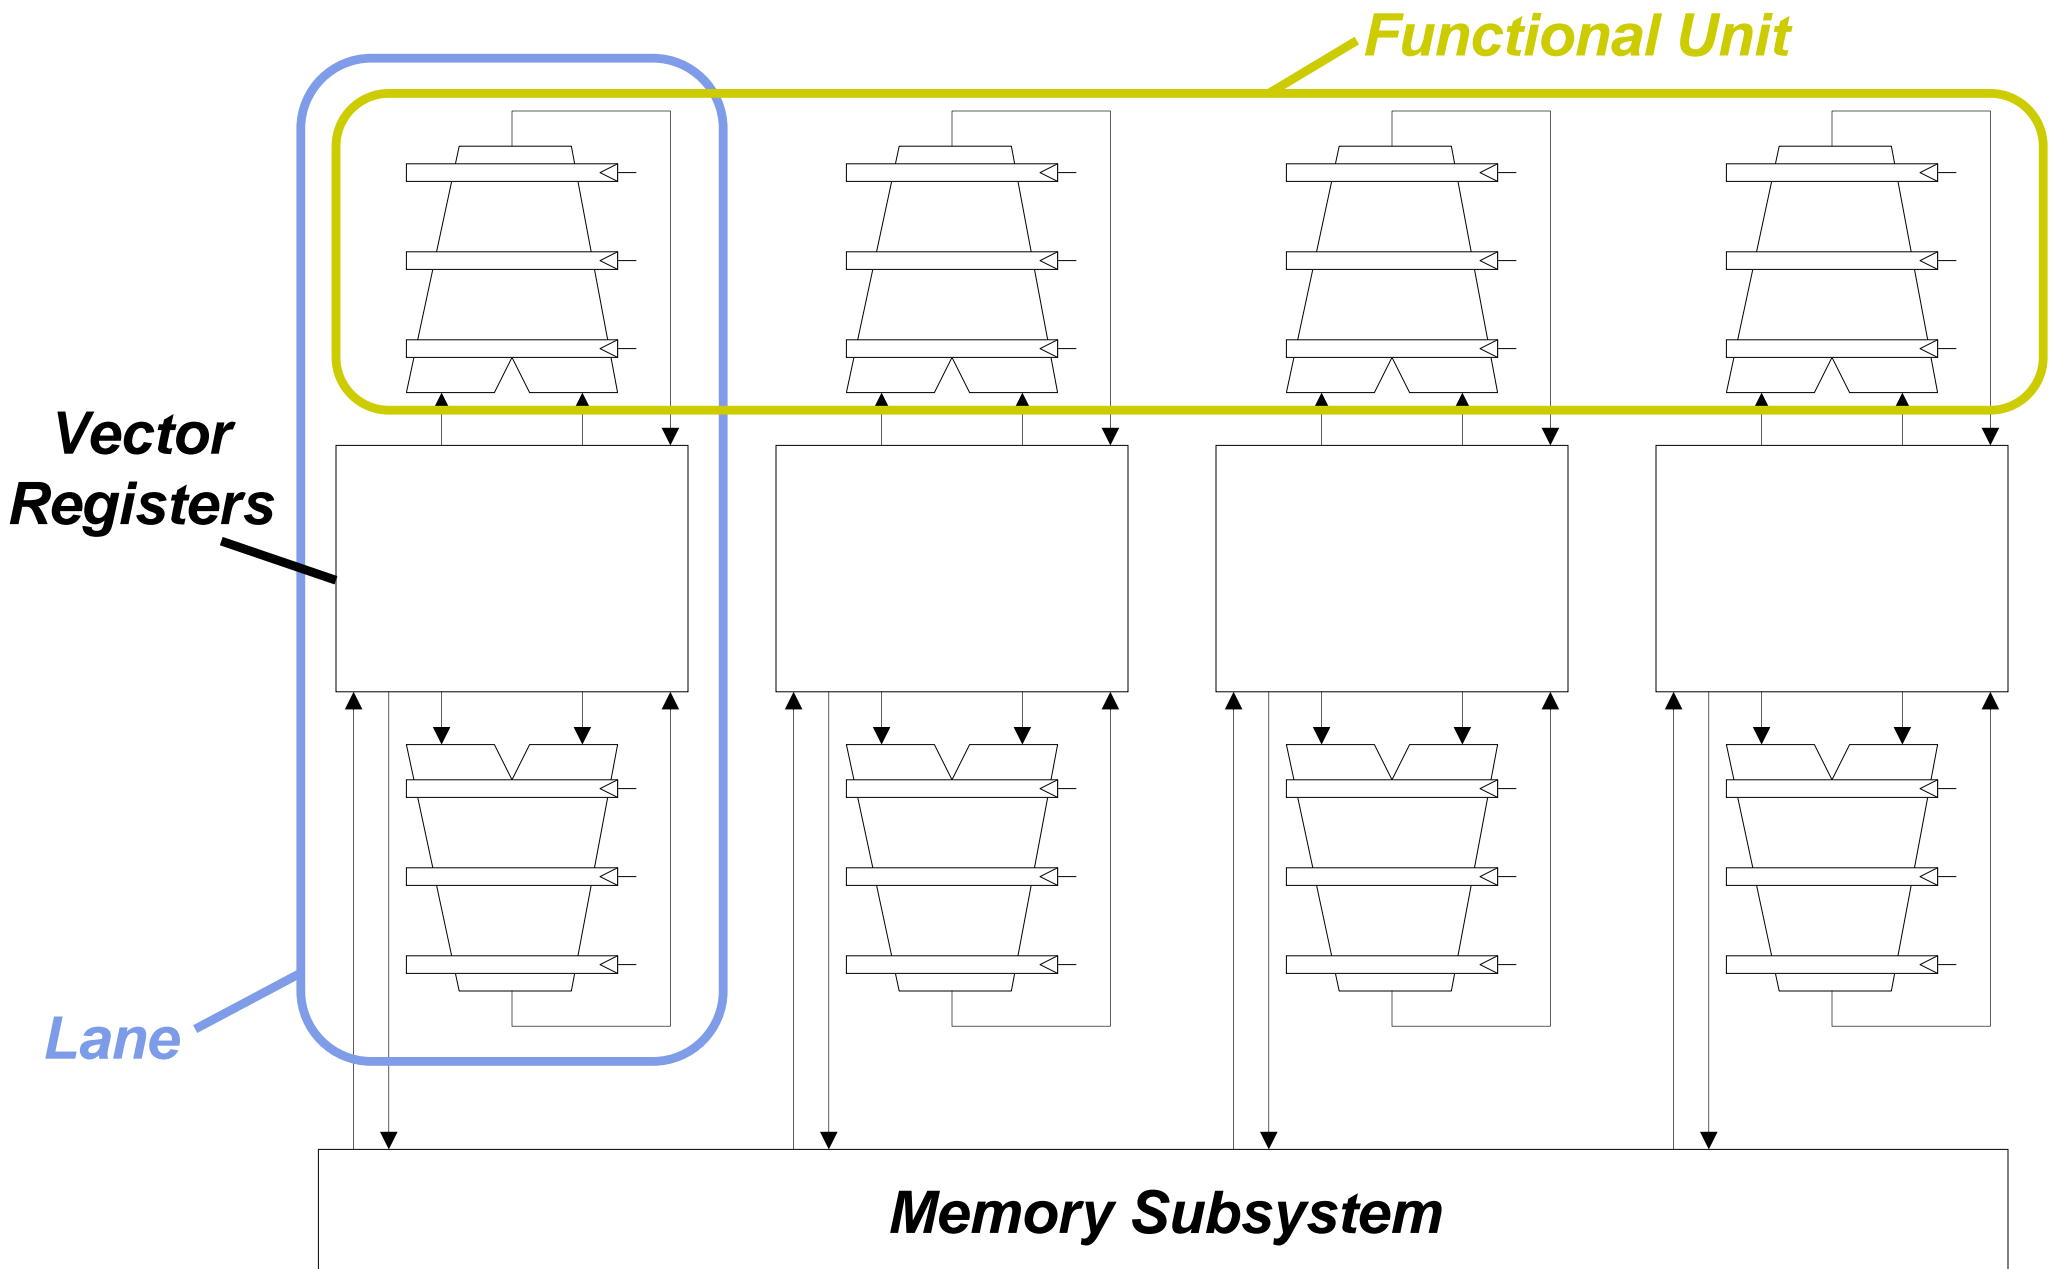 Functional Unit
Vector
Registers
Lane
Memory Subsystem